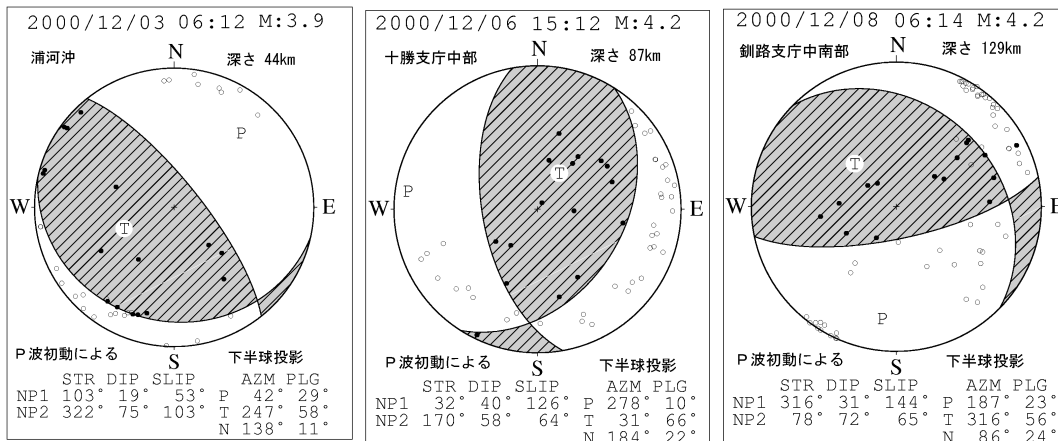 2000/12/03 06:12 M:3.9
浦河沖
N
深さ 44km
P
W
T
E
P波初動による
S
下半球投影
STR DIP SLIP
NP1 103° 19° 53°
NP2 322° 75° 103°
AZM PLG
P 42° 29°
T 247° 58°
N 138° 11°
2000/12/06 15:12 M:4.2
十勝支庁中部
N
深さ 87km
T
P
W
E
P波初動による
S
下半球投影
STR DIP SLIP
NP1 32° 40° 126°
NP2 170° 58° 64°
AZM PLG
P 278° 10°
T 31° 66°
N 184° 22°
2000/12/08 06:14 M:4.2
釧路支庁中南部
N
深さ 129km
T
W
E
P
P波初動による
S
下半球投影
STR DIP SLIP
NP1 316° 31° 144°
NP2 78° 72° 65°
AZM PLG
P 187° 23°
T 316° 56°
N 86° 24°